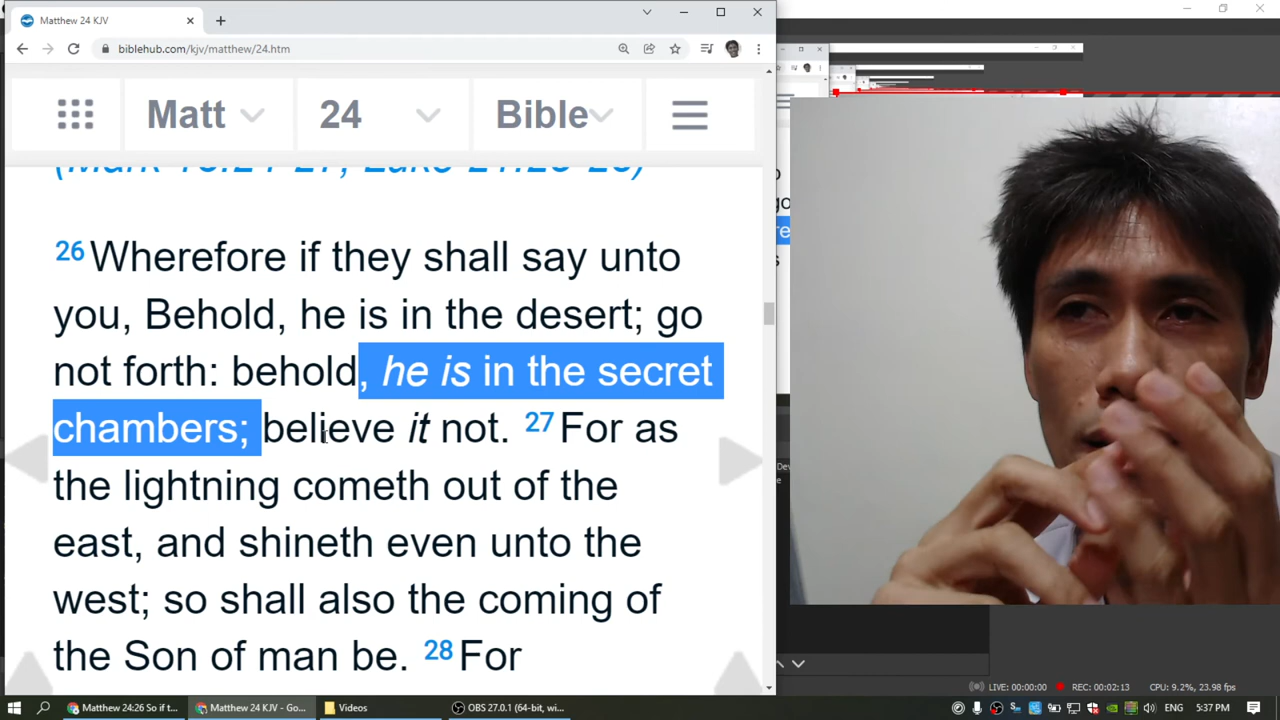 Matthew 24 KJV
biblehub.com/kjv/matthew/24.htm
Matt
24
Bible
26 Wherefore if they shall say unto
you, Behold, he is in the desert; go
not forth: behold, he is in the secret
chambers; believe it not. 27 For as
the lightning cometh out of the
east, and shineth even unto the
west; so shall also the coming of
the Son of man be. 28 For
LIVE: 00:00:00
REC: 00:02:13
CPU: 9.2%, 23.98 fps
Matthew 24:26 So if t...
Matthew 24 KJV - Go...
Videos
OBS 27.0.1 (64-bit, wi...
ENG
5:37 PM